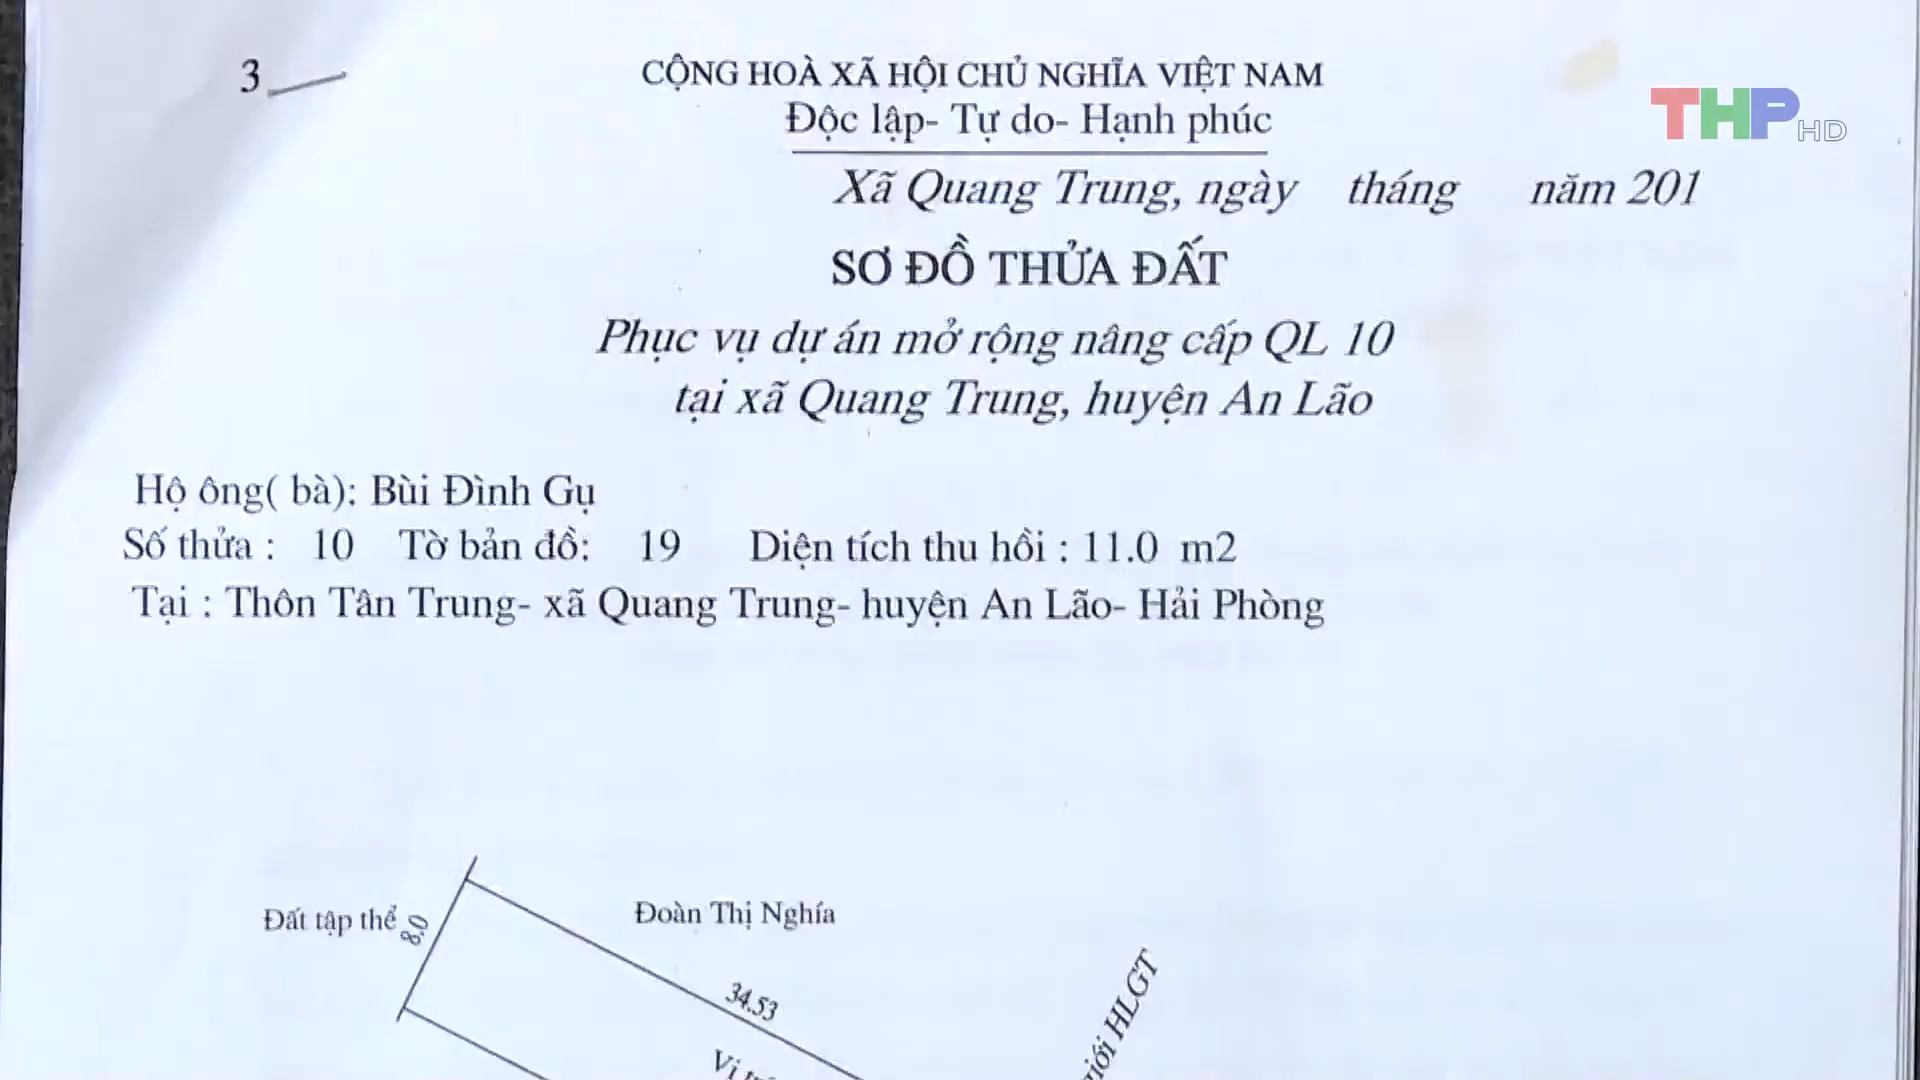 3
CỘNG HOÀ XÃ HỘI CHỦ NGHĨA VIỆT NAM
THP HD
Độc lập- Tự do- Hạnh phúc
Xã Quang Trung, ngày tháng năm 201
SƠ ĐỒ THỬA ĐẤT
Phục vụ dự án mở rộng nâng cấp QL 10
tại xã Quang Trung, huyện An Lão
Hộ ông( bà): Bùi Đình Gụ
Số thửa : 10 Tờ bản đồ: 19 Diện tích thu hồi : 11.0 m2
Tại : Thôn Tân Trung- xã Quang Trung- huyện An Lão- Hải Phòng
Đất tập thể
8.0
Đoàn Thị Nghía
34.53
Vị
giới HLGT